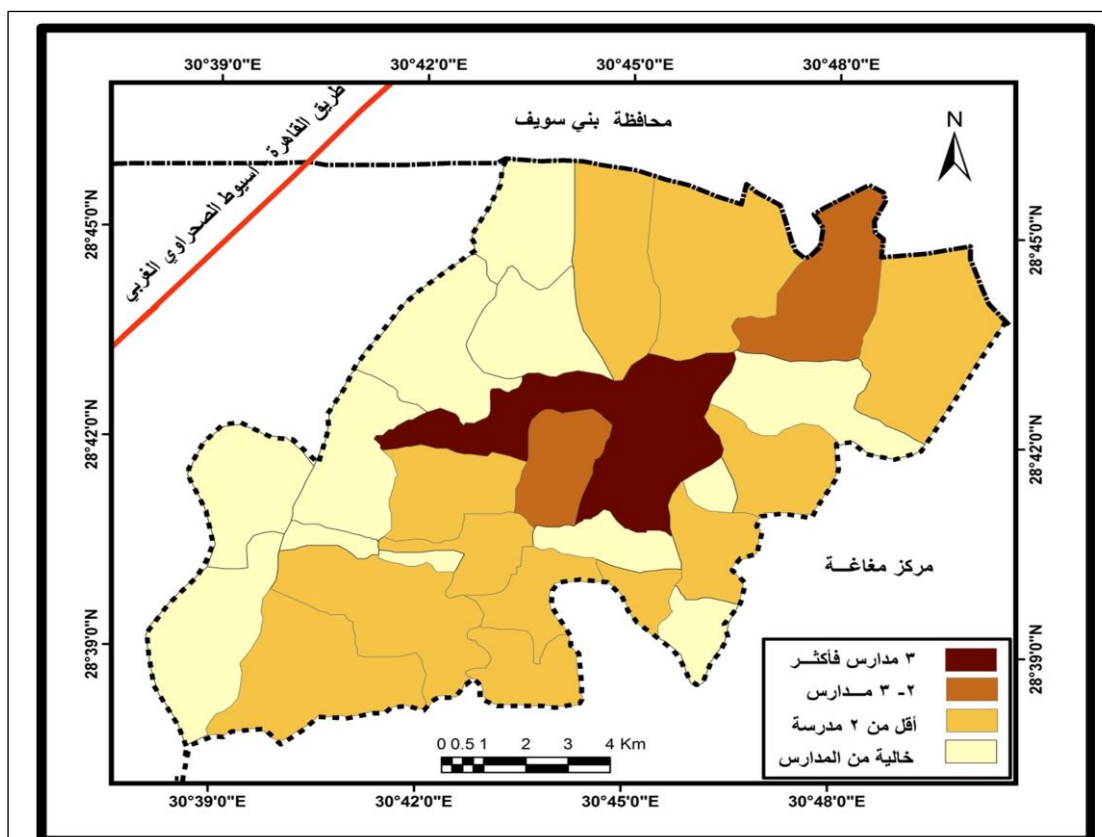 30°39'0"E 30°42'0"E 30°45'0"E 30°48'0"E
محافظة بني سويف
N
طريق القاهرة - اسيوط الصحراوي الغربي
28°45'0"N
28°45'0"N
28°42'0"N
28°42'0"N
مركز مغاغـــة
28°39'0"N
28°39'0"N
٣ مدارس فأكثـــر
٢- ٣ مـــدارس
أقل من ٢ مدرسة
خالية من المدارس
0 0.5 1 2 3 4 Km
30°39'0"E 30°42'0"E 30°45'0"E 30°48'0"E